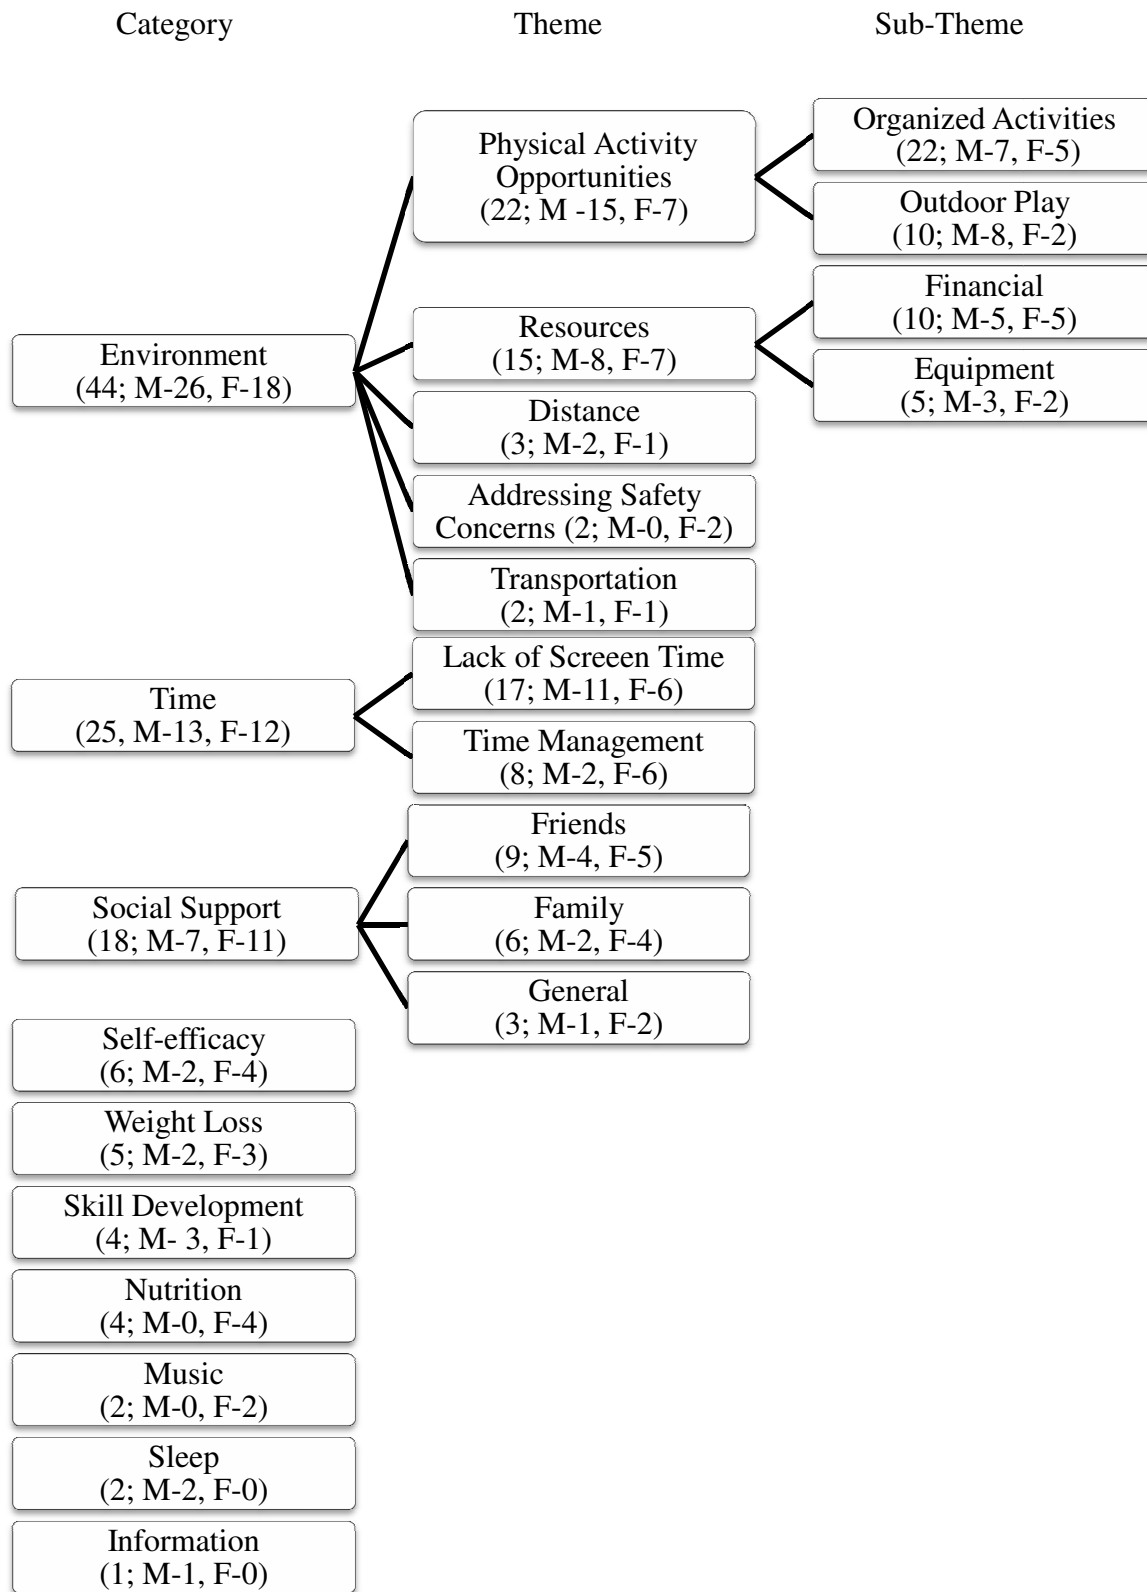 Category
Theme
Sub-Theme
Environment
(44; M-26, F-18)
Physical Activity
Opportunities
(22; M -15, F-7)
Organized Activities
(22; M-7, F-5)
Outdoor Play
(10; M-8, F-2)
Resources
(15; M-8, F-7)
Financial
(10; M-5, F-5)
Equipment
(5; M-3, F-2)
Distance
(3; M-2, F-1)
Addressing Safety
Concerns (2; M-0, F-2)
Transportation
(2; M-1, F-1)
Time
(25, M-13, F-12)
Lack of Screeen Time
(17; M-11, F-6)
Time Management
(8; M-2, F-6)
Social Support
(18; M-7, F-11)
Friends
(9; M-4, F-5)
Family
(6; M-2, F-4)
General
(3; M-1, F-2)
Self-efficacy
(6; M-2, F-4)
Weight Loss
(5; M-2, F-3)
Skill Development
(4; M- 3, F-1)
Nutrition
(4; M-0, F-4)
Music
(2; M-0, F-2)
Sleep
(2; M-2, F-0)
Information
(1; M-1, F-0)